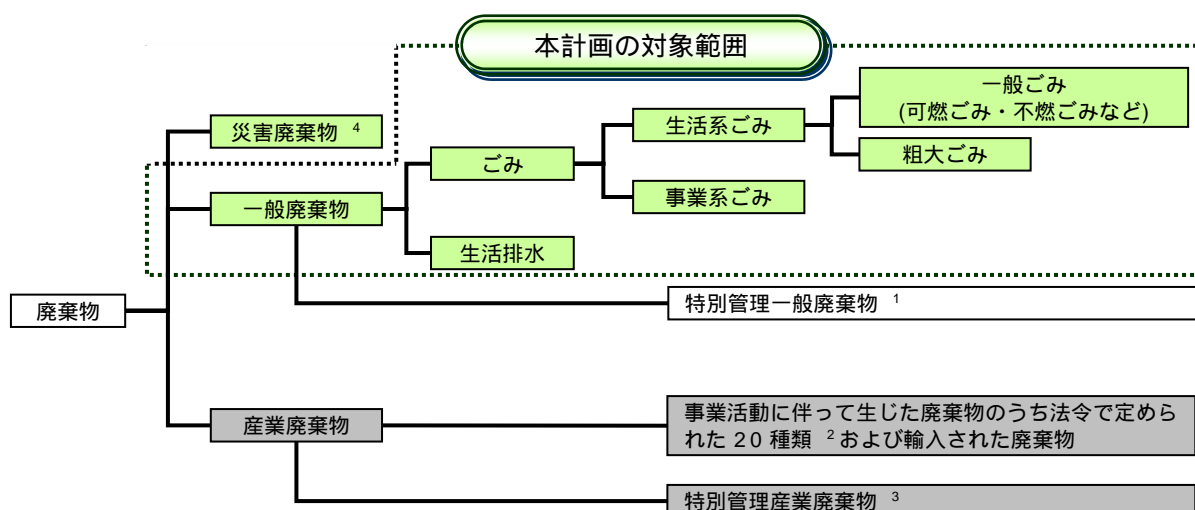 本計画の対象範囲
一般ごみ
(可燃ごみ・不燃ごみなど)
災害廃棄物 4
生活系ごみ
ごみ
粗大ごみ
一般廃棄物
事業系ごみ
生活排水
廃棄物
特別管理一般廃棄物 1
産業廃棄物
事業活動に伴って生じた廃棄物のうち法令で定めら
れた 20 種類 2 および輸入された廃棄物
特別管理産業廃棄物 3